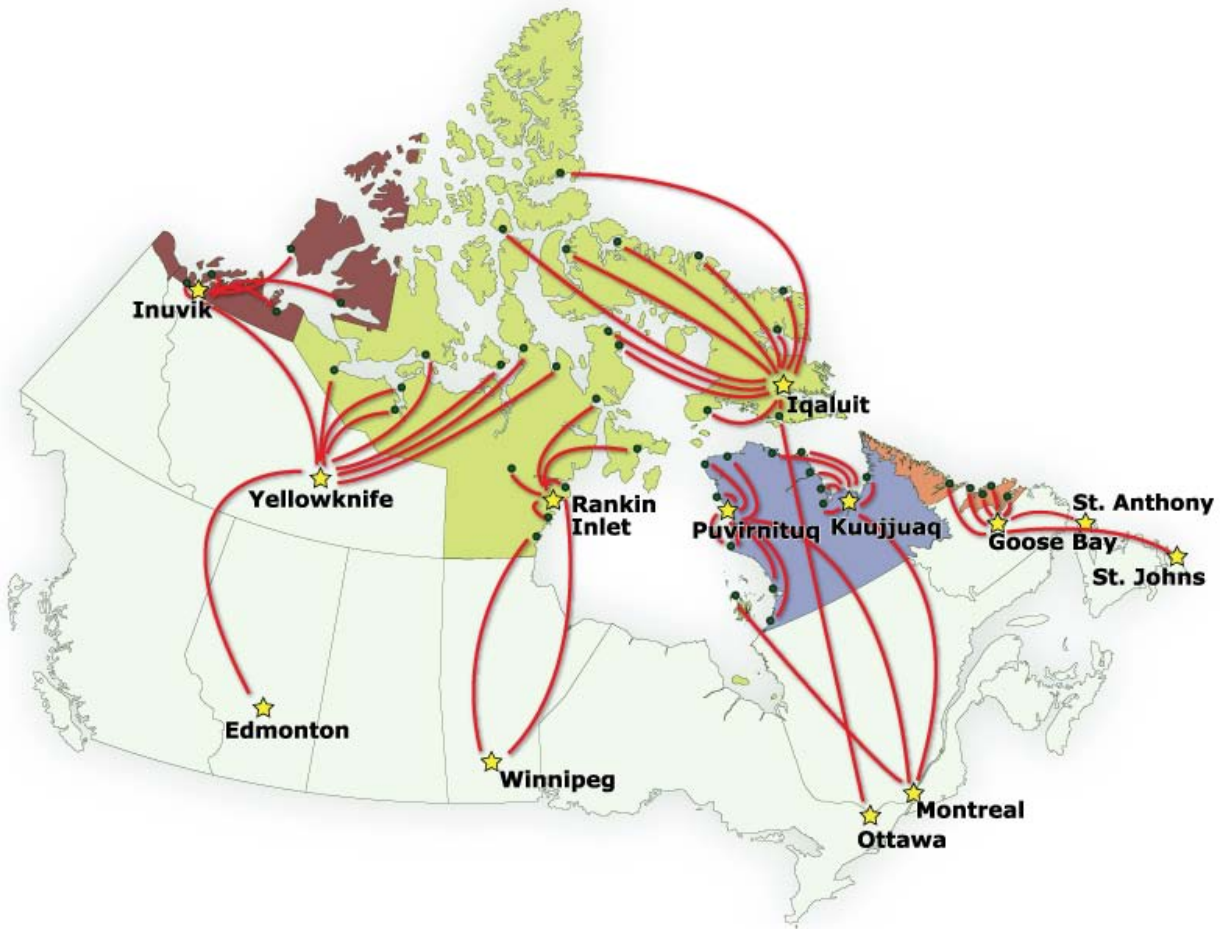 Inuvik
Iqaluit
Yellowknife
Rankin
Inlet
Puvirnituq
Kuujjuaq
St. Anthony
Goose Bay
St. Johns
Edmonton
Winnipeg
Montreal
Ottawa